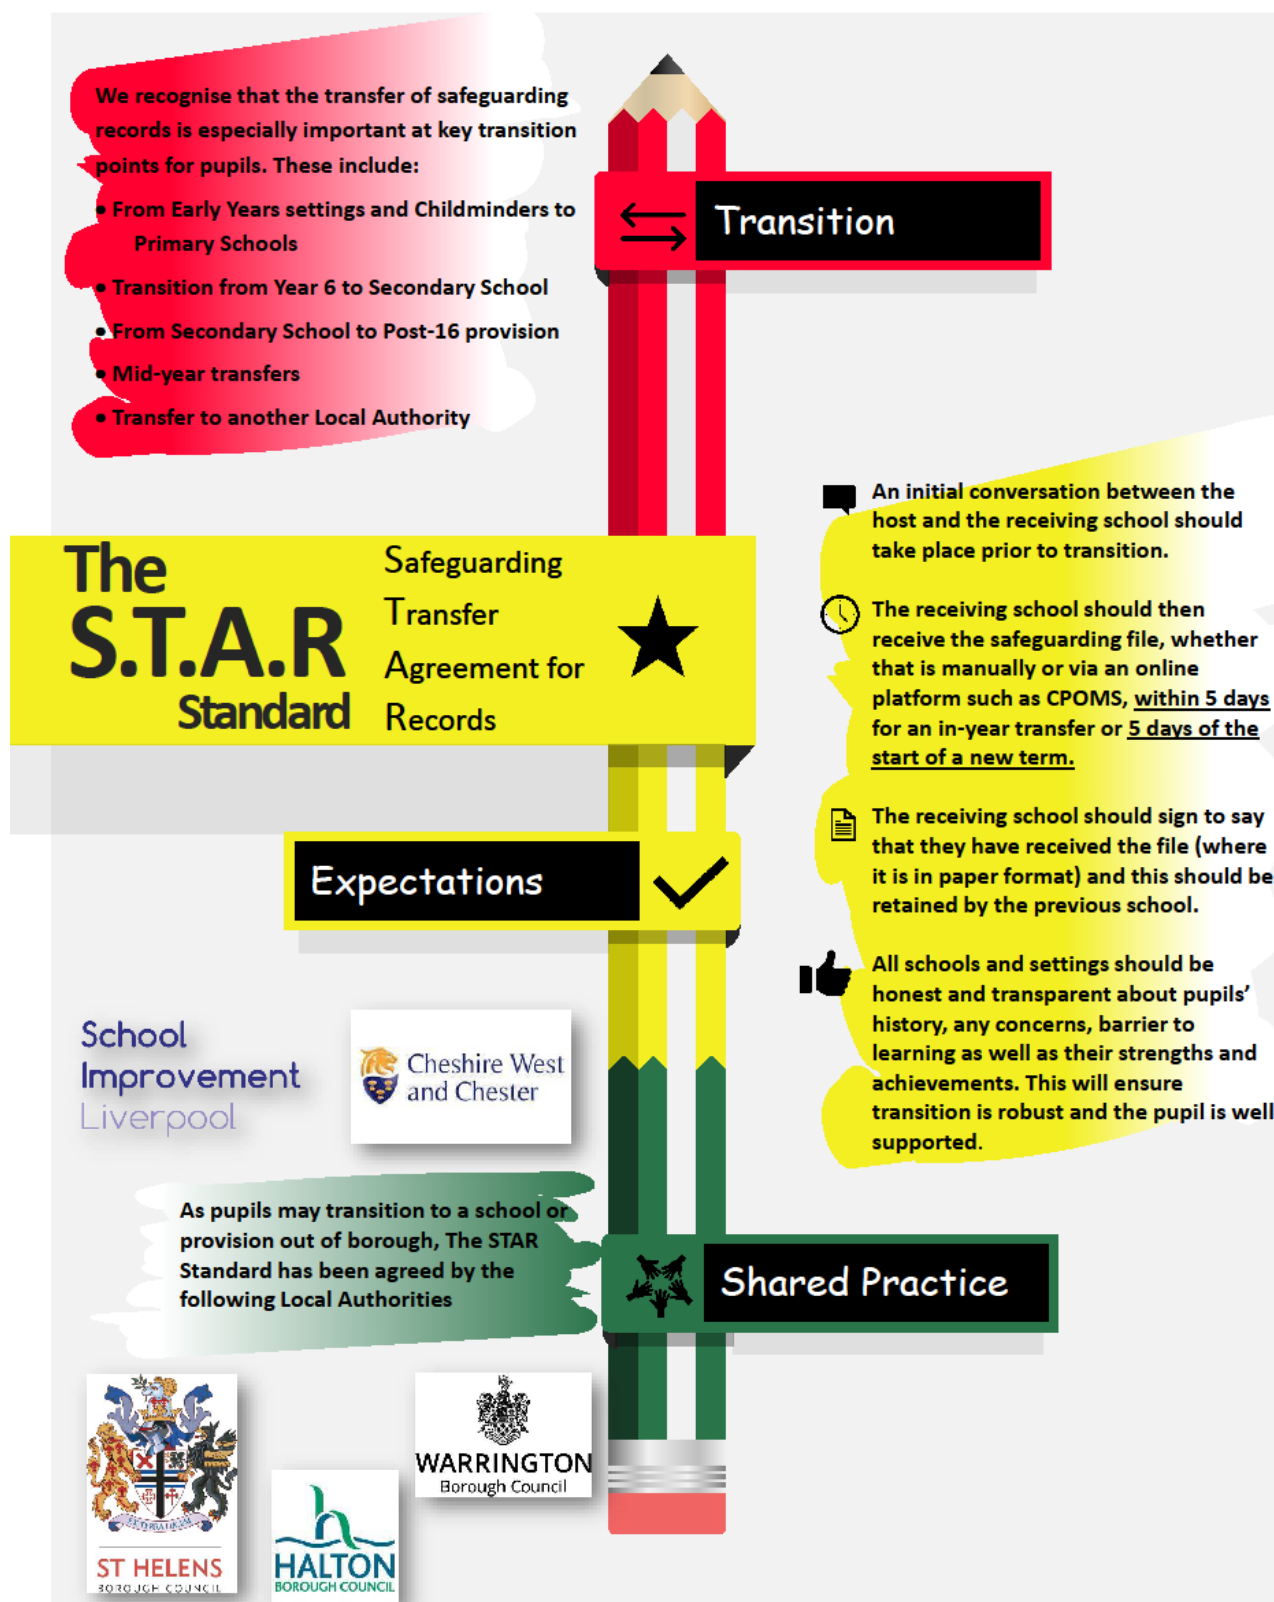 We recognise that the transfer of safeguarding
records is especially important at key transition
points for pupils. These include:
• From Early Years settings and Childminders to
Primary Schools
• Transition from Year 6 to Secondary School
• From Secondary School to Post-16 provision
• Mid-year transfers
• Transfer to another Local Authority
Transition
The
S.T.A.R
Standard
Safeguarding
Transfer
Agreement for
Records
An initial conversation between the
host and the receiving school should
take place prior to transition.
The receiving school should then
receive the safeguarding file, whether
that is manually or via an online
platform such as CPOMS, within 5 days
for an in-year transfer or 5 days of the
start of a new term.
The receiving school should sign to say
that they have received the file (where
it is in paper format) and this should be
retained by the previous school.
All schools and settings should be
honest and transparent about pupils’
history, any concerns, barrier to
learning as well as their strengths and
achievements. This will ensure
transition is robust and the pupil is well
supported.
Expectations
School
Improvement
Liverpool
Cheshire West
and Chester
As pupils may transition to a school or
provision out of borough, The STAR
Standard has been agreed by the
following Local Authorities
Shared Practice
ST HELENS
BOROUGH COUNCIL
HALTON
BOROUGH COUNCIL
WARRINGTON
Borough Council